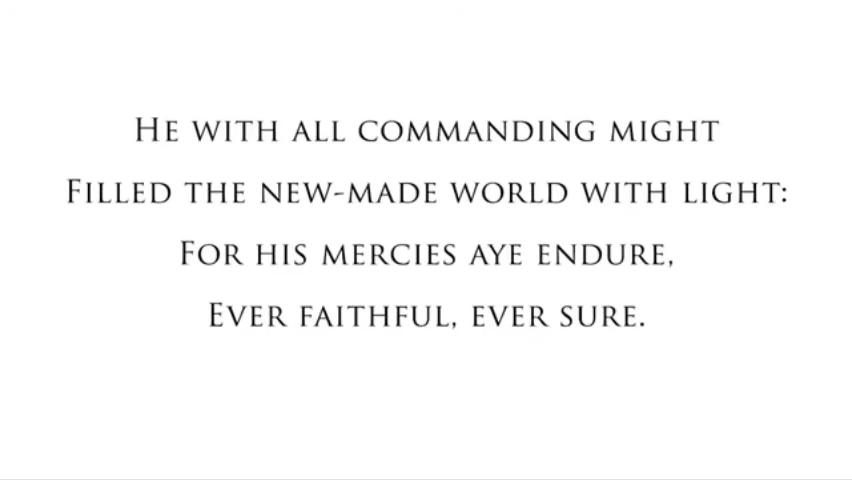 He with all commanding might
Filled the new-made world with light:
For his mercies aye endure,
Ever faithful, ever sure.